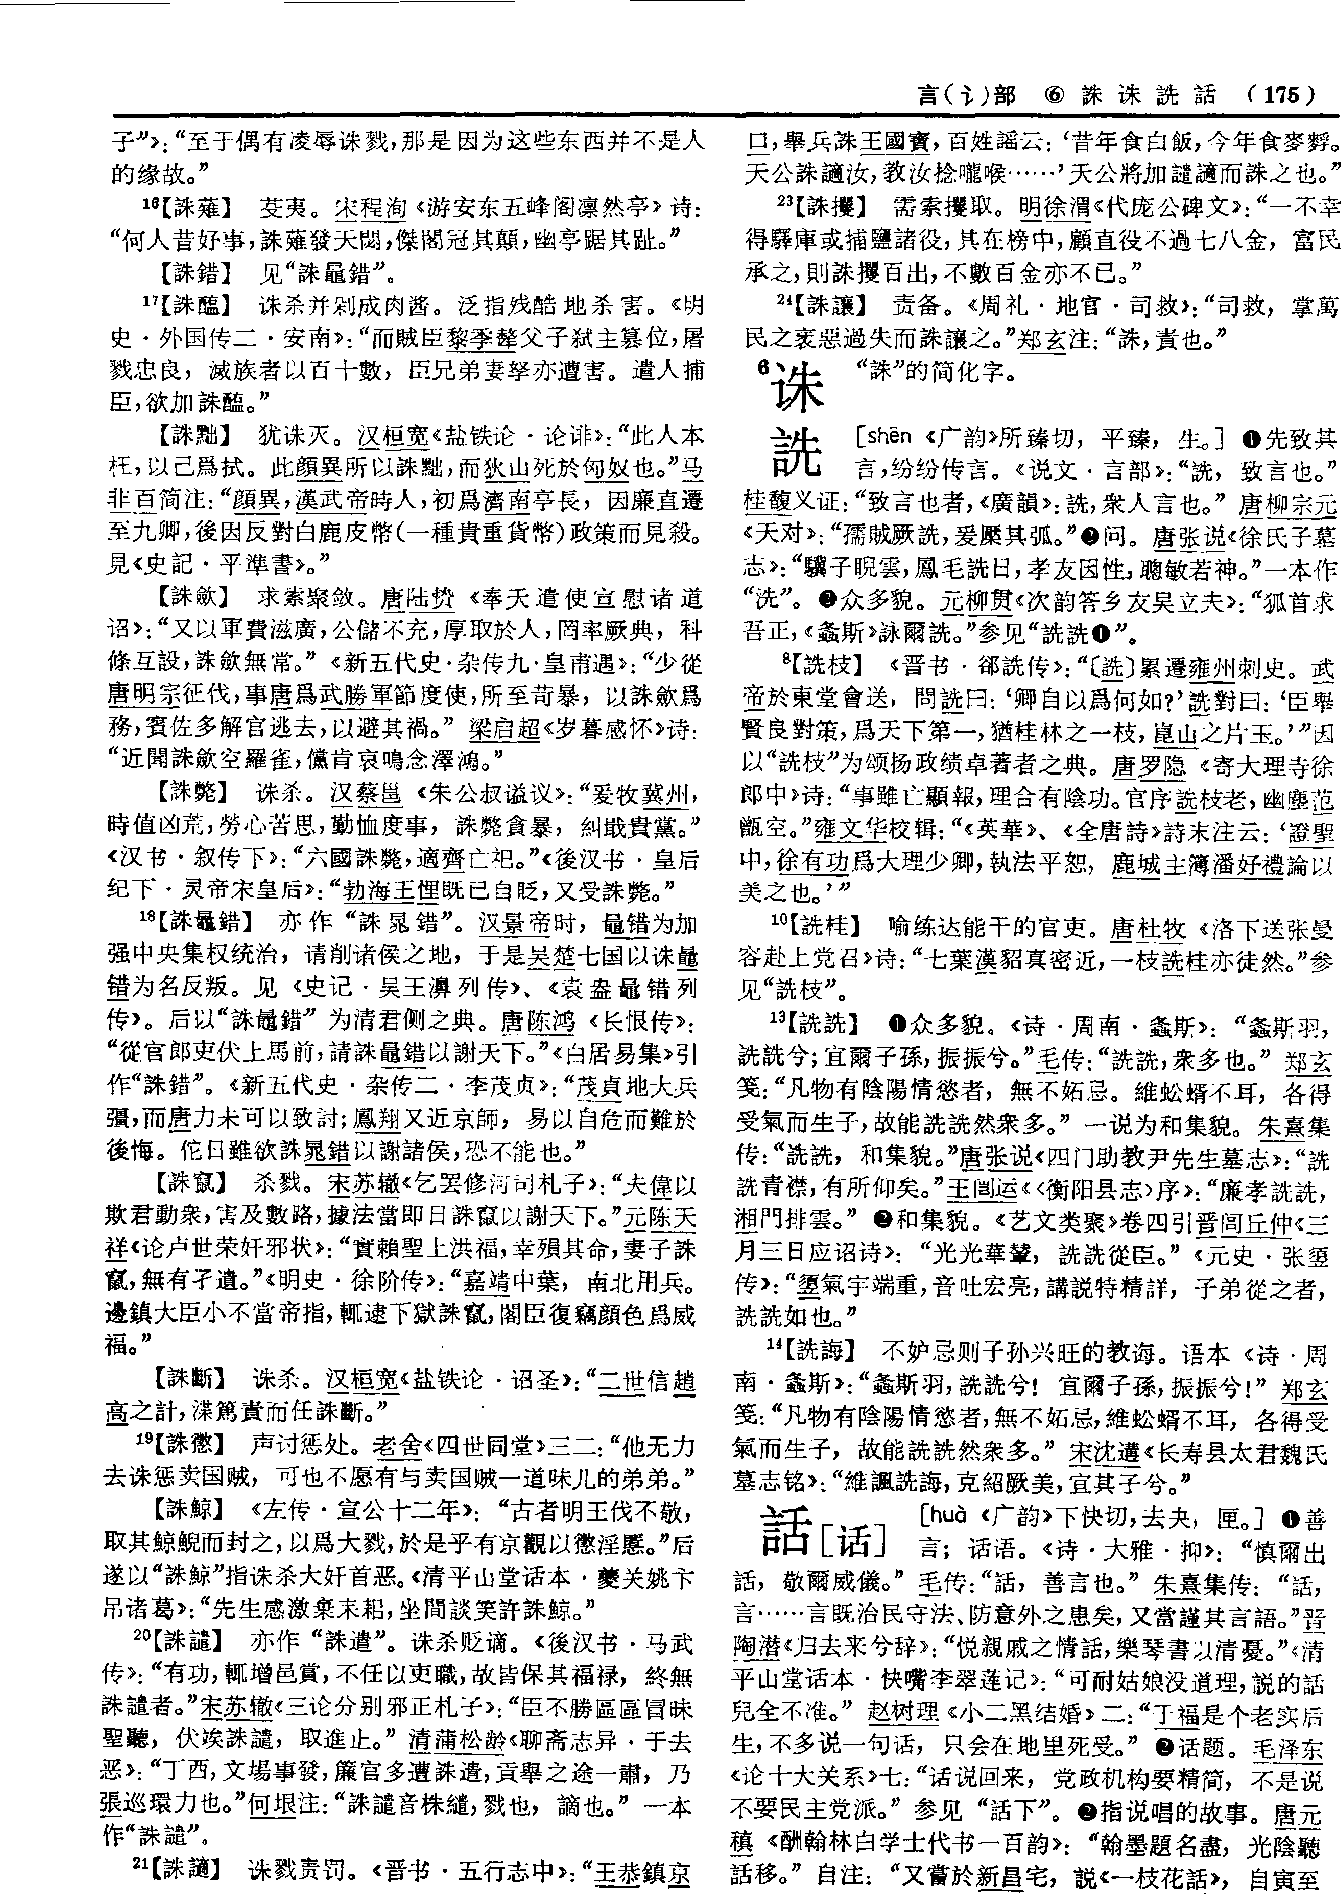 言(讠)部　⑥　誅 诛 詵 話　（175）
子”》：“至于偶有凌辱诛戮，那是因为这些东西并不是人
的缘故。”
16【誅薙】　芟夷。宋程洵《游安东五峰阁凛然亭》诗：
“何人昔好事，誅薙發天閟，傑閣冠其顛，幽亭踞其趾。”
【誅錯】　见“誅鼂錯”。
17【誅醢】　诛杀并剁成肉酱。泛指残酷地杀害。《明
史·外国传二·安南》：“而賊臣黎季犛父子弑主篡位，屠
戮忠良，滅族者以百十數，臣兄弟妻孥亦遭害。遣人捕
臣，欲加誅醢。”
【誅黜】　犹诛灭。汉桓宽《盐铁论·论诽》：“此人本
枉，以己爲拭。此顔異所以誅黜，而狄山死於匈奴也。”马
非百简注：“顔異，漢武帝時人，初爲濟南亭長，因廉直遷
至九卿，後因反對白鹿皮幣(一種貴重貨幣)政策而見殺。
見《史記·平準書》。”
【誅斂】　求索聚敛。唐陆贽《奉天遣使宣慰诸道
诏》：“又以軍費滋廣，公儲不充，厚取於人，罔率厥典，科
條互設，誅斂無常。”《新五代史·杂传九·皇甫遇》：“少從
唐明宗征伐，事唐爲武勝軍節度使，所至苛暴，以誅斂爲
務，賓佐多解官逃去，以避其禍。”梁启超《岁暮感怀》诗：
“近聞誅斂空羅雀，儻肯哀鳴念澤鴻。”
【誅斃】　诛杀。汉蔡邕《朱公叔谥议》：“爰牧冀州，
時值凶荒，勞心苦思，勤恤度事，誅斃貪暴，糾戢貴黨。”
《汉书·叙传下》：“六國誅斃，適齊亡祀。”《後汉书·皇后
纪下·灵帝宋皇后》：“勃海王悝既已自貶，又受誅斃。”
18【誅鼂錯】　亦作“誅晁錯”。汉景帝时，鼂错为加
强中央集权统治，请削诸侯之地，于是吴楚七国以诛鼂
错为名反叛。见《史记·吴王濞列传》、《袁盎鼂错列
传》。后以“誅鼂錯”为清君侧之典。唐陈鸿《长恨传》：
“從官郎吏伏上馬前，請誅鼂錯以謝天下。”《白居易集》引
作“誅錯”。《新五代史·杂传二·李茂贞》：“茂貞地大兵
彊，而唐力未可以致討；鳳翔又近京師，易以自危而難於
後悔。佗日雖欲誅晁錯以謝諸侯，恐不能也。”
【誅竄】　杀戮。宋苏辙《乞罢修河司札子》：“夫偉以
欺君動衆，害及數路，據法當即日誅竄以謝天下。”元陈天
祥《论卢世荣奸邪状》：“實賴聖上洪福，幸殞其命，妻子誅
竄，無有孑遺。”《明史·徐阶传》：“嘉靖中葉，南北用兵。
邊鎮大臣小不當帝指，輒逮下獄誅竄，閣臣復竊顔色爲威
福。”
【誅斷】　诛杀。汉桓宽《盐铁论·诏圣》：“二世信趙
高之計，渫篤責而任誅斷。”
19【誅懲】　声讨惩处。老舍《四世同堂》三二：“他无力
去诛惩卖国贼，可也不愿有与卖国贼一道味儿的弟弟。”
【誅鯨】　《左传·宣公十二年》：“古者明王伐不敬，
取其鯨鯢而封之，以爲大戮，於是乎有京觀以懲淫慝。”后
遂以“誅鯨”指诛杀大奸首恶。《清平山堂话本·夔关姚卞
吊诸葛》：“先生感激棄耒耜，坐間談笑許誅鯨。”
20【誅譴】　亦作“誅遣”。诛杀贬谪。《後汉书·马武
传》：“有功，輒增邑賞，不任以吏職，故皆保其福禄，終無
誅譴者。”宋苏辙《三论分别邪正札子》：“臣不勝區區冒昧
聖聽，伏俟誅譴，取進止。”清蒲松龄《聊斋志异·于去
恶》：“丁酉，文場事發，簾官多遭誅遣，貢舉之途一肅，乃
張巡環力也。”何垠注：“誅譴音株繾，戮也，謫也。”一本
作“誅譴”。
21【誅讁】　诛戮责罚。《晋书·五行志中》：“王恭鎮京
口，舉兵誅王國寶，百姓謡云：‘昔年食白飯，今年食麥麩。
天公誅讁汝，教汝捻嚨喉……’天公將加譴讁而誅之也。”
23【誅攫】　需索攫取。明徐渭《代庞公碑文》：“一不幸
得驛庫或捕鹽諸役，其在榜中，顧直役不過七八金，富民
承之，則誅攫百出，不數百金亦不已。”
24【誅讓】　责备。《周礼·地官·司救》：“司救，掌萬
民之衺惡過失而誅讓之。”郑玄注：“誅，責也。”
6诛　“誅”的简化字。
詵　［shēn《广韵》所臻切，平臻，生。］❶先致其
言，纷纷传言。《说文·言部》：“詵，致言也。”
桂馥义证：“致言也者，《廣韻》：詵，衆人言也。”唐柳宗元
《天对》：“孺賊厥詵，爰㢖其弧。”❷问。唐张说《徐氏子墓
志》：“驥子睨雲，鳳毛詵日，孝友因性，聰敏若神。”一本作
“洗”。❸众多貌。元柳贯《次韵答乡友吴立夫》：“狐首求
吾正，《螽斯》詠爾詵。”参见“詵詵❶”。
8【詵枝】　《晋书·郤詵传》：“〔詵〕累遷雍州刺史。武
帝於東堂會送，問詵曰：‘卿自以爲何如？’詵對曰：‘臣舉
賢良對策，爲天下第一，猶桂林之一枝，崑山之片玉。’”因
以“詵枝”为颂扬政绩卓著者之典。唐罗隐《寄大理寺徐
郎中》诗：“事雖亡顯報，理合有陰功。官序詵枝老，幽塵范
甑空。”雍文华校辑：“《英華》、《全唐詩》詩末注云：‘證聖
中，徐有功爲大理少卿，執法平恕，鹿城主簿潘好禮論以
美之也。’”
10【詵桂】　喻练达能干的官吏。唐杜牧《洛下送张曼
容赴上党召》诗：“七葉漢貂真密近，一枝詵桂亦徒然。”参
见“詵枝”。
13【詵詵】　❶众多貌。《诗·周南·螽斯》：“螽斯羽，
詵詵兮；宜爾子孫，振振兮。”毛传：“詵詵，衆多也。”郑玄
笺：“凡物有陰陽情慾者，無不妬忌。維蚣蝑不耳，各得
受氣而生子，故能詵詵然衆多。”一说为和集貌。朱熹集
传：“詵詵，和集貌。”唐张说《四门助教尹先生墓志》：“詵
詵青襟，有所仰矣。”王闿运《〈衡阳县志〉序》：“廉孝詵詵，
湘門排雲。”❷和集貌。《艺文类聚》卷四引晋闾丘仲《三
月三日应诏诗》：“光光華輦，詵詵從臣。”《元史·张䇓
传》：“䇓氣宇端重，音吐宏亮，講説特精詳，子弟從之者，
詵詵如也。”
14【詵誨】　不妒忌则子孙兴旺的教诲。语本《诗·周
南·螽斯》：“螽斯羽，詵詵兮！宜爾子孫，振振兮！”郑玄
笺：“凡物有陰陽情慾者，無不妬忌，維蚣蝑不耳，各得受
氣而生子，故能詵詵然衆多。”宋沈遘《长寿县太君魏氏
墓志铭》：“維諷詵誨，克紹厥美，宜其子兮。”
話［话］　［huà《广韵》下快切，去夬，匣。］❶善
言；话语。《诗·大雅·抑》：“慎爾出
話，敬爾威儀。”毛传：“話，善言也。”朱熹集传：“話，
言……言既治民守法、防意外之患矣，又當謹其言語。”晋
陶潜《归去来兮辞》：“悦親戚之情話，樂琴書以清憂。”《清
平山堂话本·快嘴李翠莲记》：“可耐姑娘没道理，説的話
兒全不准。”赵树理《小二黑结婚》二：“于福是个老实后
生，不多说一句话，只会在地里死受。”❷话题。毛泽东
《论十大关系》七：“话说回来，党政机构要精简，不是说
不要民主党派。”参见“話下”。❷指说唱的故事。唐元
稹《酬翰林白学士代书一百韵》：“翰墨題名盡，光陰聽
話移。”自注：“又嘗於新昌宅，説《一枝花話》，自寅至